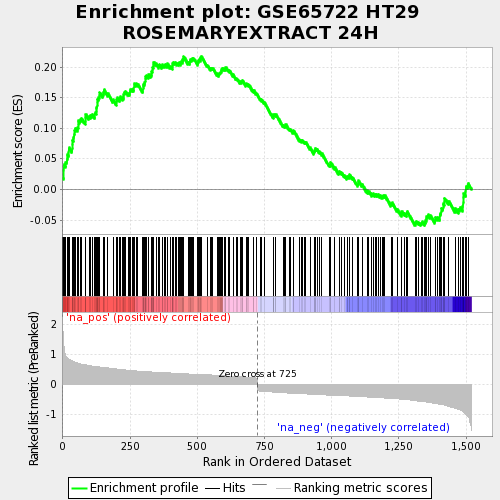 Enrichment plot: GSE65722 HT29
ROSEMARYEXTRACT 24H
Enrichment score (ES)
0.20
0.15
0.10
0.05
0.00
-0.05
'na_pos' (positively correlated)
Ranked list metric (PreRanked)
2
1
0
-1
Zero cross at 725
'na_neg' (negatively correlated)
0
250
500
750
1,000
1,250
1,500
Rank in Ordered Dataset
Enrichment profile
Hits
Ranking metric scores